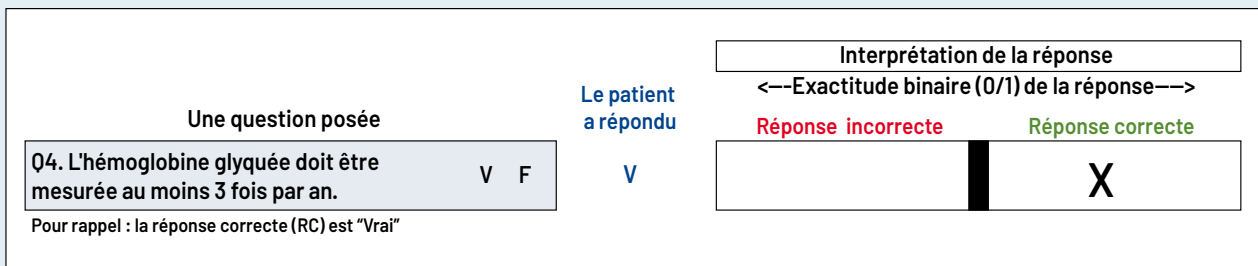 Interprétation de la réponse
<--–Exactitude binaire (0/1) de la réponse-–-->
Une question posée
Le patient
a répondu
Réponse incorrecte
Réponse correcte
Q4. L'hémoglobine glyquée doit être
mesurée au moins 3 fois par an.
V F
V
X
Pour rappel : la réponse correcte (RC) est “Vrai”